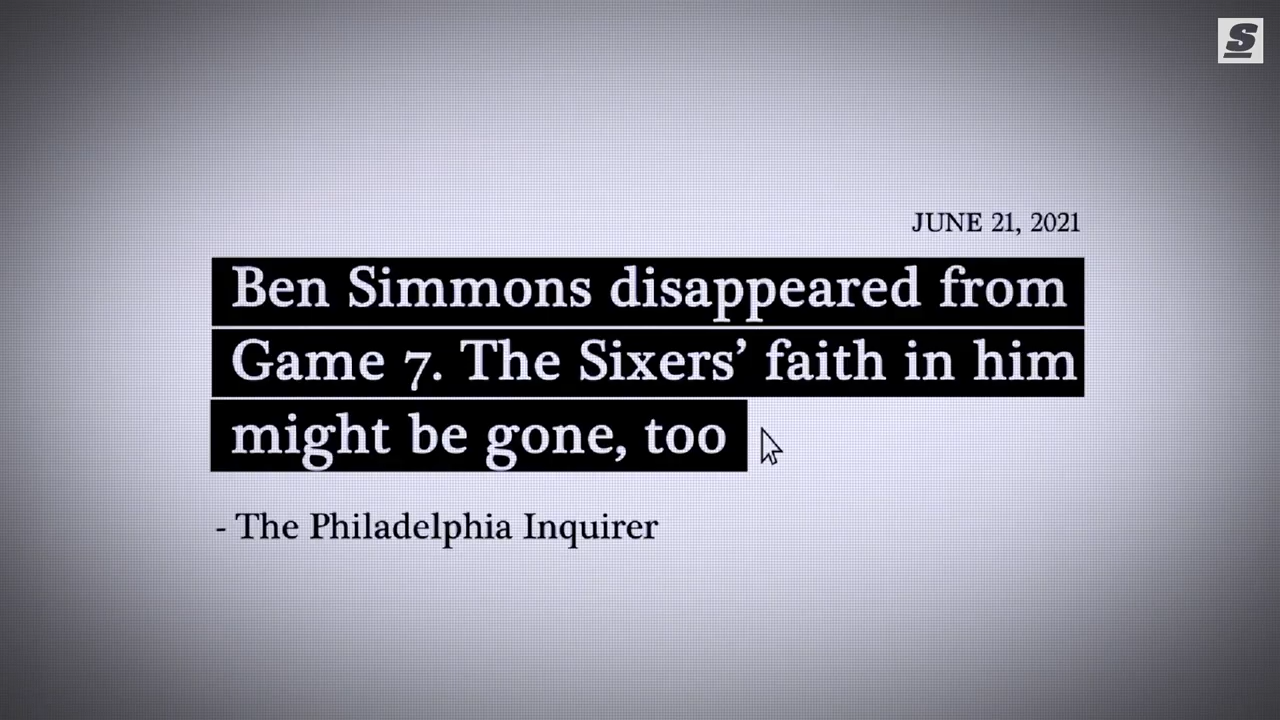 S
JUNE 21, 2021
Ben Simmons disappeared from
Game 7. The Sixers’ faith in him
might be gone, too
- The Philadelphia Inquirer